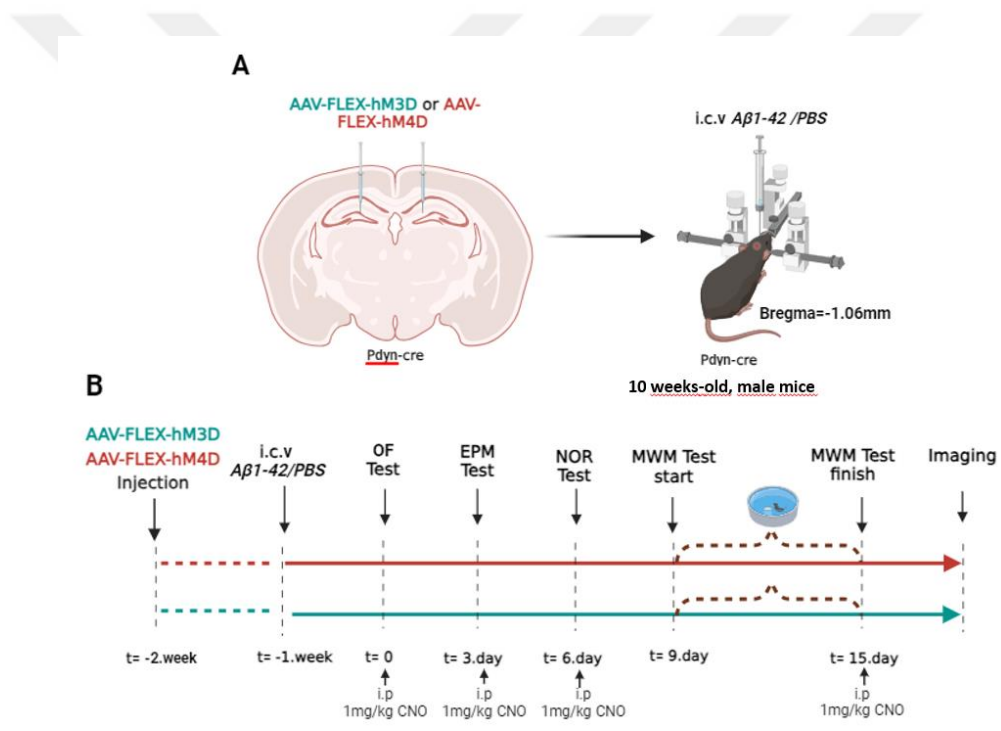 A
AAV-FLEX-hM3D or AAV-
FLEX-hM4D
i.c.v Aβ1-42 /PBS
Bregma=-1.06mm
Pdyn-cre
Pdyn-cre
10 weeks-old, male mice
B
AAV-FLEX-hM3D
AAV-FLEX-hM4D
Injection
i.c.v
Aβ1-42/PBS
OF
Test
EPM
Test
NOR
Test
MWM Test
start
MWM Test
finish
Imaging
t= -2.week
t= -1.week
t= 0
t= 3.day
t= 6.day
t= 9.day
t= 15.day
i.p
1mg/kg CNO
i.p
1mg/kg CNO
i.p
1mg/kg CNO
i.p
1mg/kg CNO